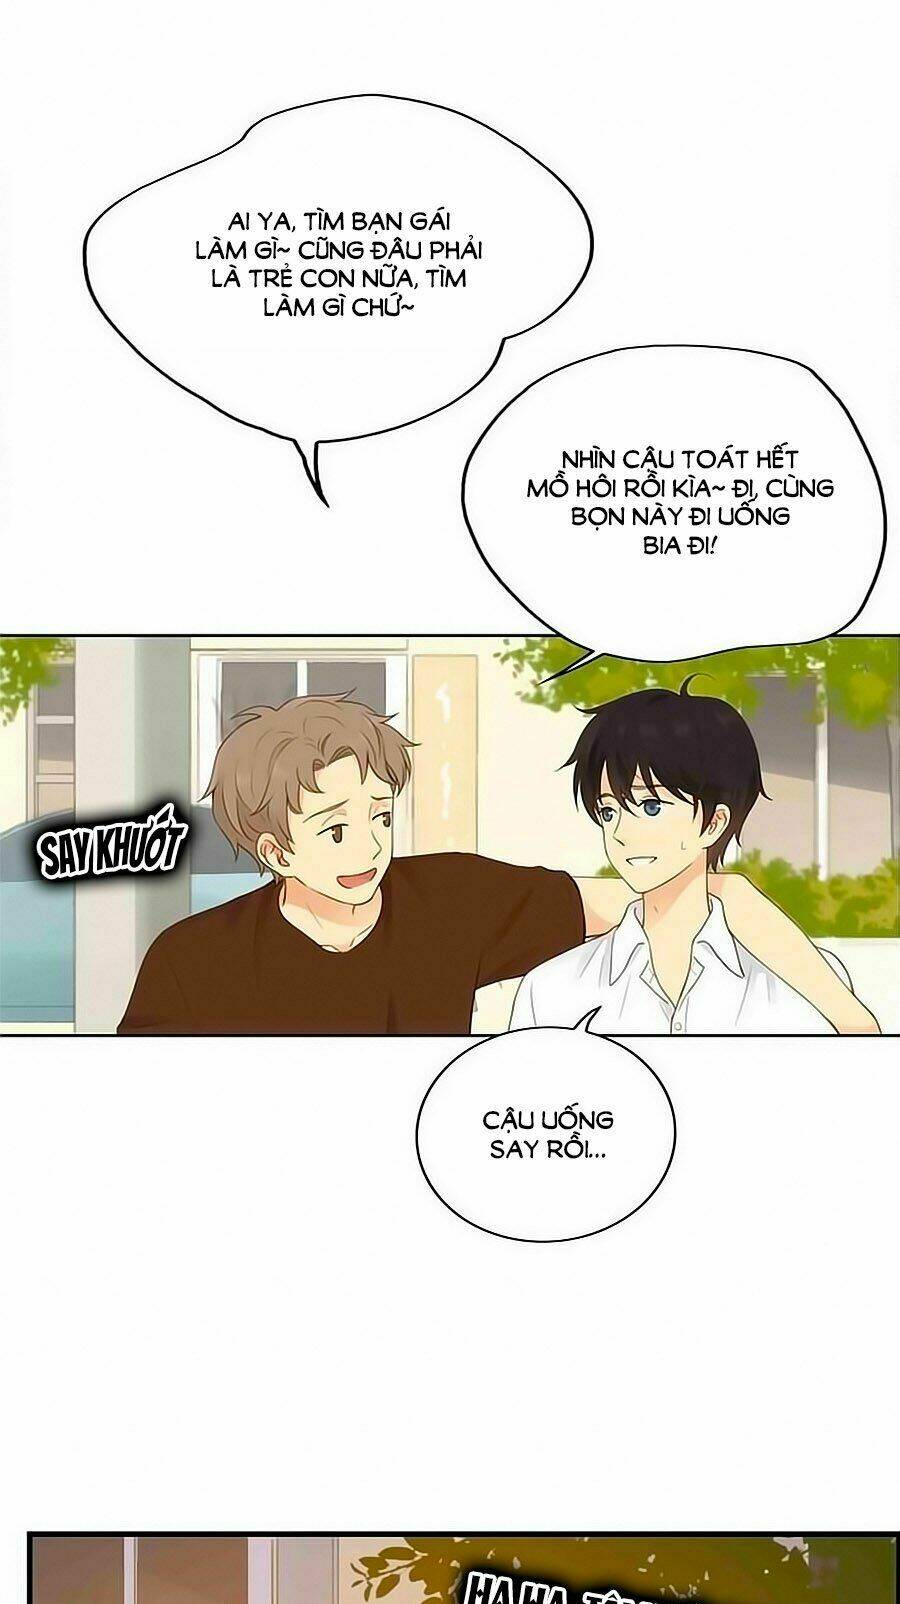 AI YA, TÌM BẠN GÁI
LÀM GÌ~ CŨNG ĐÂU PHẢI
LÀ TRẺ CON NỮA, TÌM
LÀM GÌ CHỨ~
NHÌN CẬU TOÁT HẾT
MỒ HÔI RỒI KÌA~ ĐI, CÙNG
BỌN NÀY ĐI UỐNG
BIA ĐI!
SAY KHƯỚT
CẬU UỐNG
SAY RỒI...
HA HA,